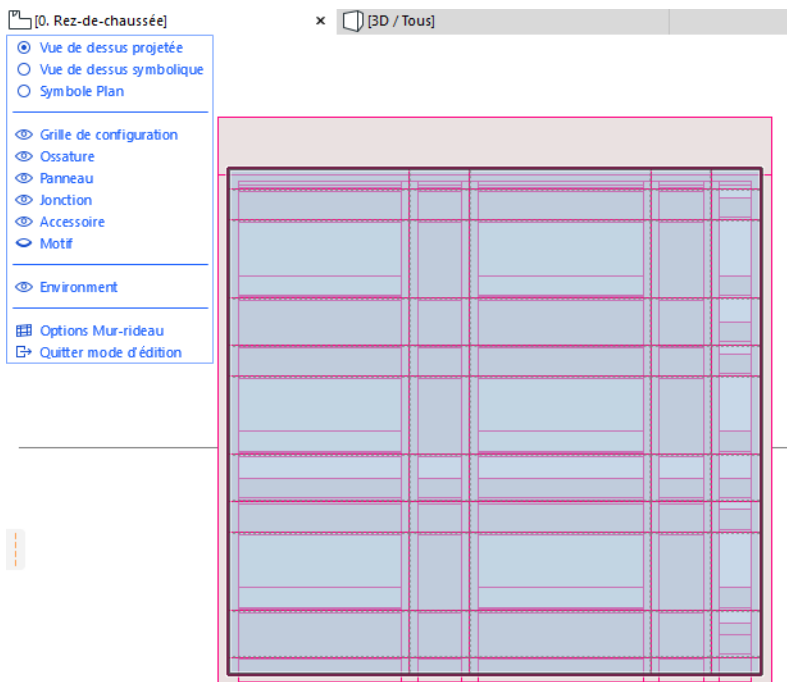 [0. Rez-de-chaussée]
[3D / Tous]
Vue de dessus projetée
Vue de dessus symbolique
Symbole Plan
Grille de configuration
Ossature
Panneau
Jonction
Accessoire
Motif
Environment
Options Mur-rideau
Quitter mode d'édition